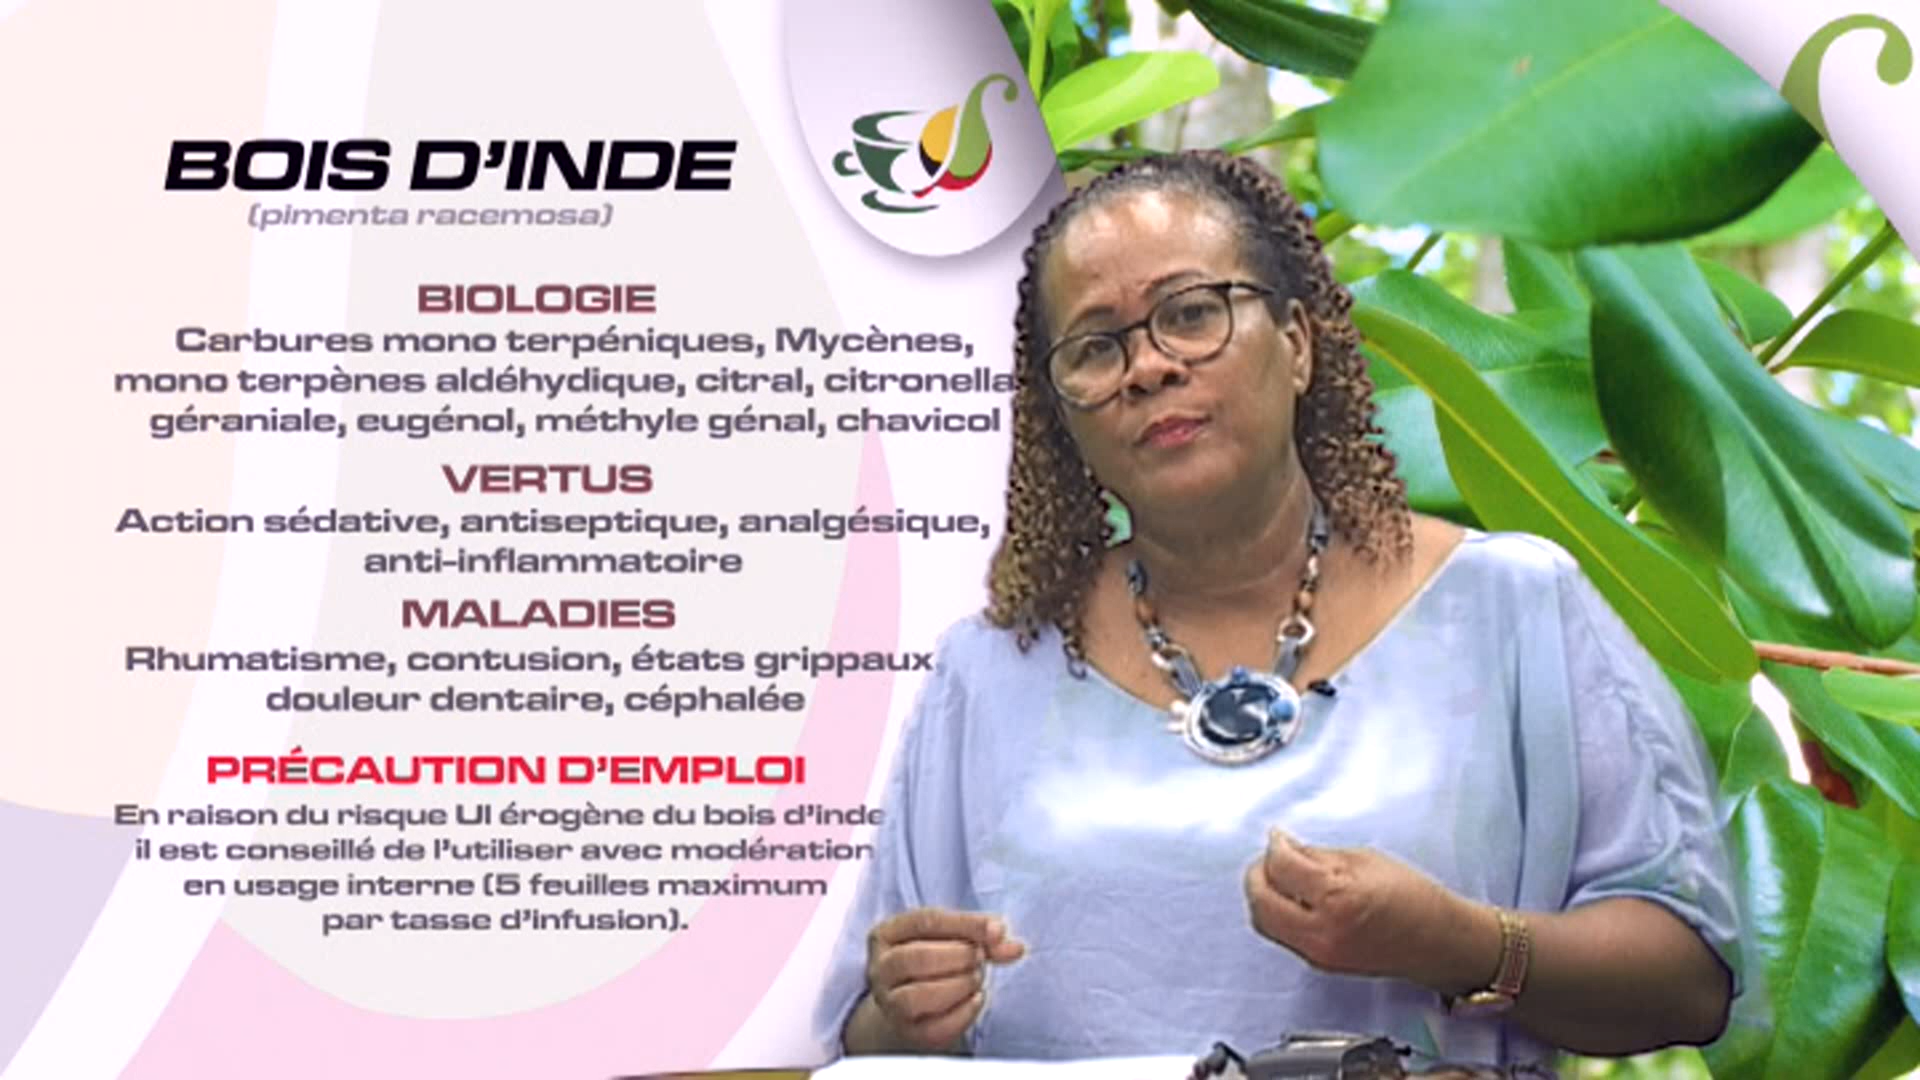 BOIS D'INDE
(pimenta racemosa)
BIOLOGIE
Carbures mono terpéniques, Mycènes,
mono terpènes aldéhydique, citral, citronella
géraniale, eugénol, méthyle génal, chavicol
VERTUS
Action sédative, antiseptique, analgésique,
anti-inflammatoire
MALADIES
Rhumatisme, contusion, états grippaux,
douleur dentaire, céphalée
PRÉCAUTION D'EMPLOI
En raison du risque Ul érogène du bois d'inde
il est conseillé de l'utiliser avec modération
en usage interne (5 feuilles maximum
par tasse d'infusion).